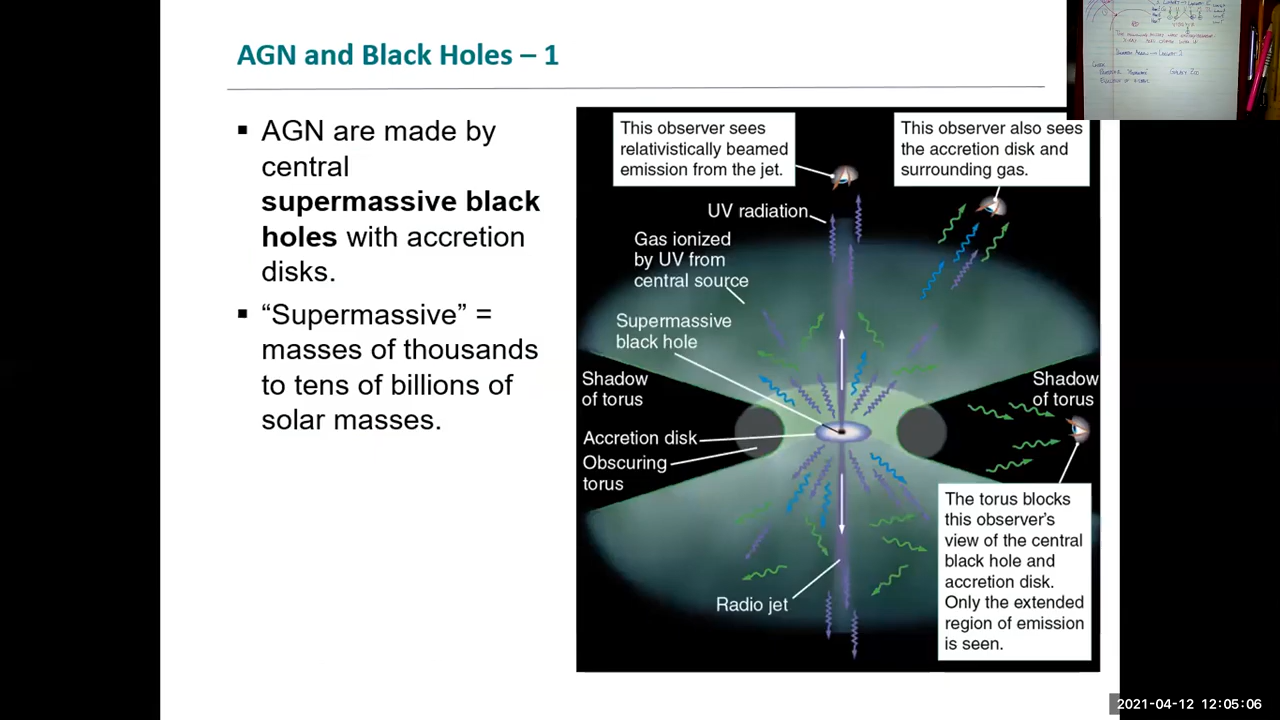 AGN and Black Holes – 1
▪ AGN are made by
central
supermassive black
holes with accretion
disks.
▪ “Supermassive” =
masses of thousands
to tens of billions of
solar masses.
This observer sees
relativistically beamed
emission from the jet.
This observer also sees
the accretion disk and
surrounding gas.
UV radiation
Gas ionized
by UV from
central source
Supermassive
black hole
Shadow
of torus
Shadow
of torus
Accretion disk
Obscuring
torus
Radio jet
The torus blocks
this observer’s
view of the central
black hole and
accretion disk.
Only the extended
region of emission
is seen.
Galaxy Zoo
2021-04-12 12:05:06